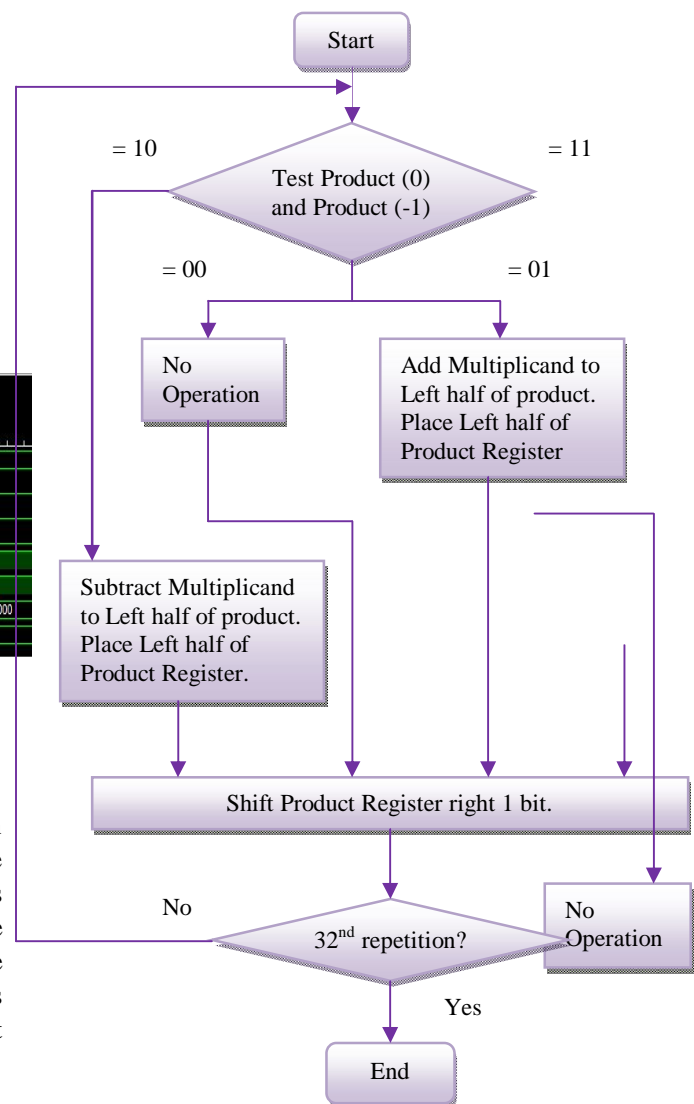 Start
= 10
= 11
Test Product (0)
and Product (-1)
= 00
= 01
No
Operation
Add Multiplicand to
Left half of product.
Place Left half of
Product Register
Subtract Multiplicand
to Left half of product.
Place Left half of
Product Register.
Shift Product Register right 1 bit.
No
32nd repetition?
No
Operation
Yes
End